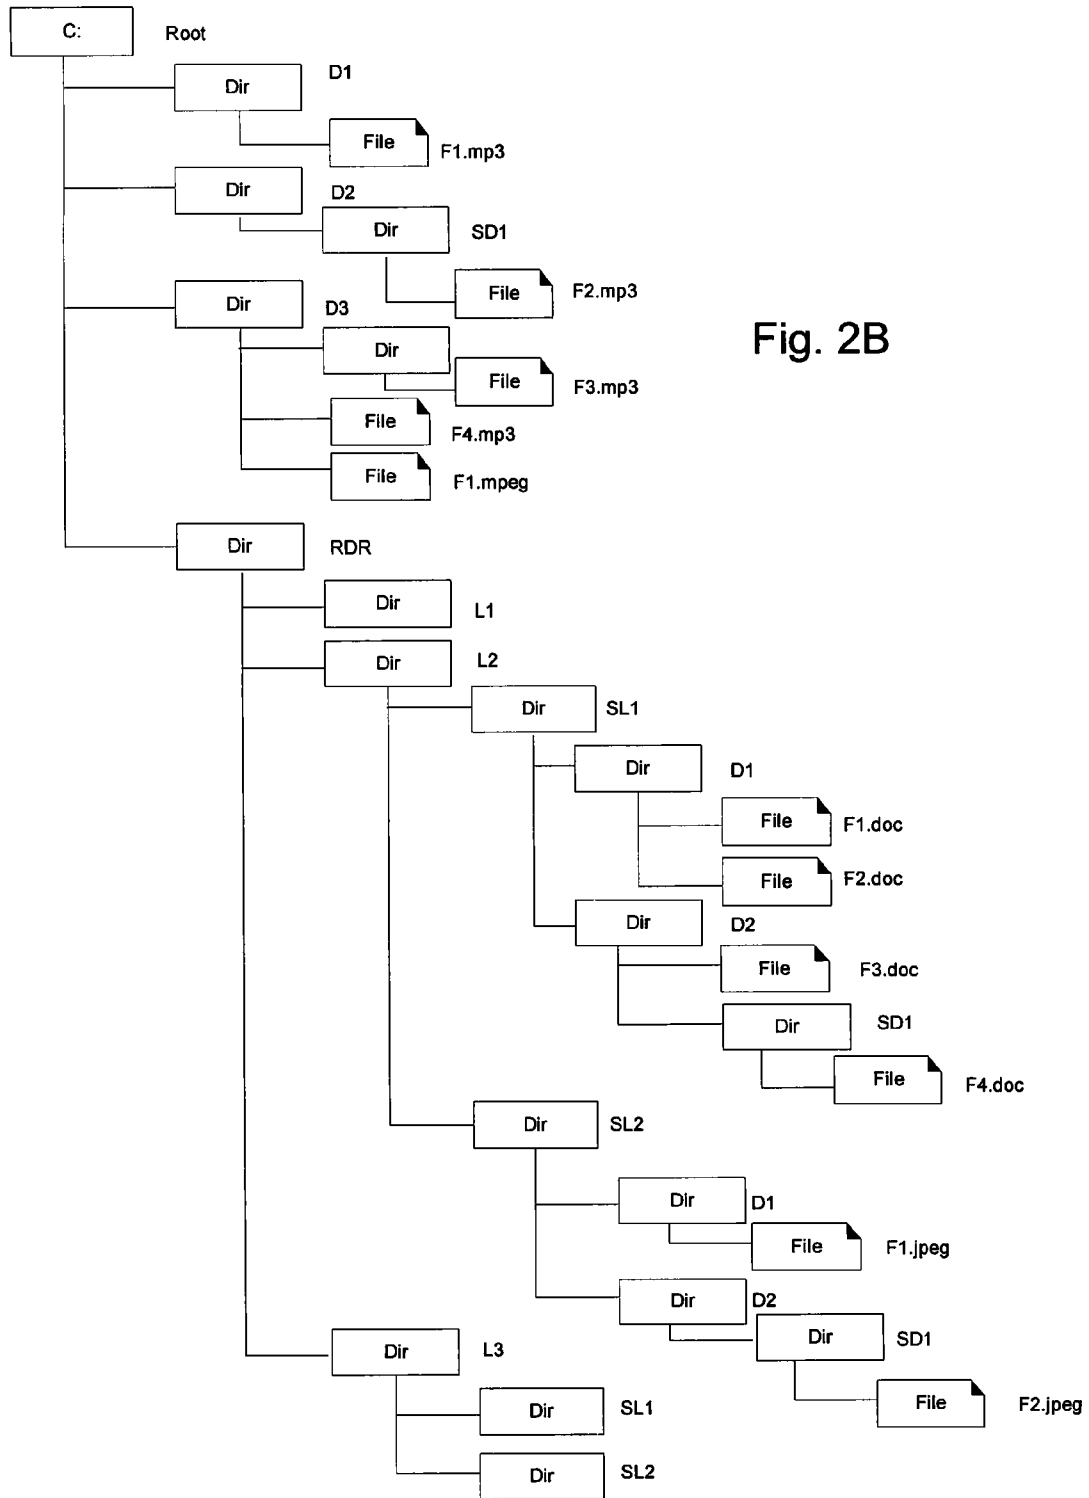 C:
Root
Dir
D1
File
F1.mp3
Dir
D2
Dir
SD1
File
F2.mp3
Dir
D3
Dir
File
F3.mp3
File
F4.mp3
File
F1.mpeg
Fig. 2B
Dir
RDR
Dir
L1
Dir
L2
Dir
SL1
Dir
D1
File
F1.doc
File
F2.doc
Dir
D2
File
F3.doc
Dir
SD1
File
F4.doc
Dir
SL2
Dir
D1
File
F1.jpeg
Dir
D2
Dir
SD1
File
F2.jpeg
Dir
L3
Dir
SL1
Dir
SL2